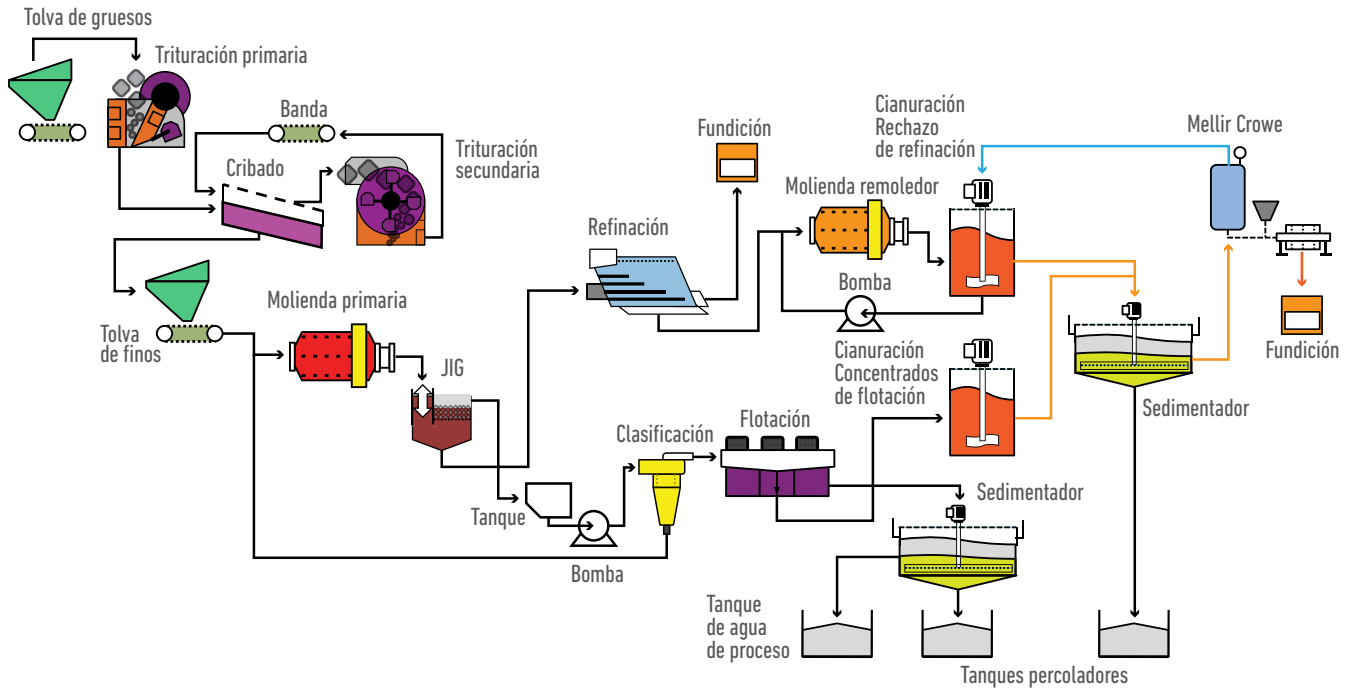 Tolva de gruesos
Trituración primaria
Banda
Cribado
Trituración
secundaria
Tolva
de finos
Molienda primaria
JIG
Tanque
Bomba
Clasificación
Flotación
Refinación
Fundición
Molienda remoledor
Bomba
Cianuración
Rechazo
de refinación
Cianuración
Concentrados
de flotación
Mellir Crowe
Fundición
Sedimentador
Sedimentador
Tanque
de agua
de proceso
Tanques percoladores